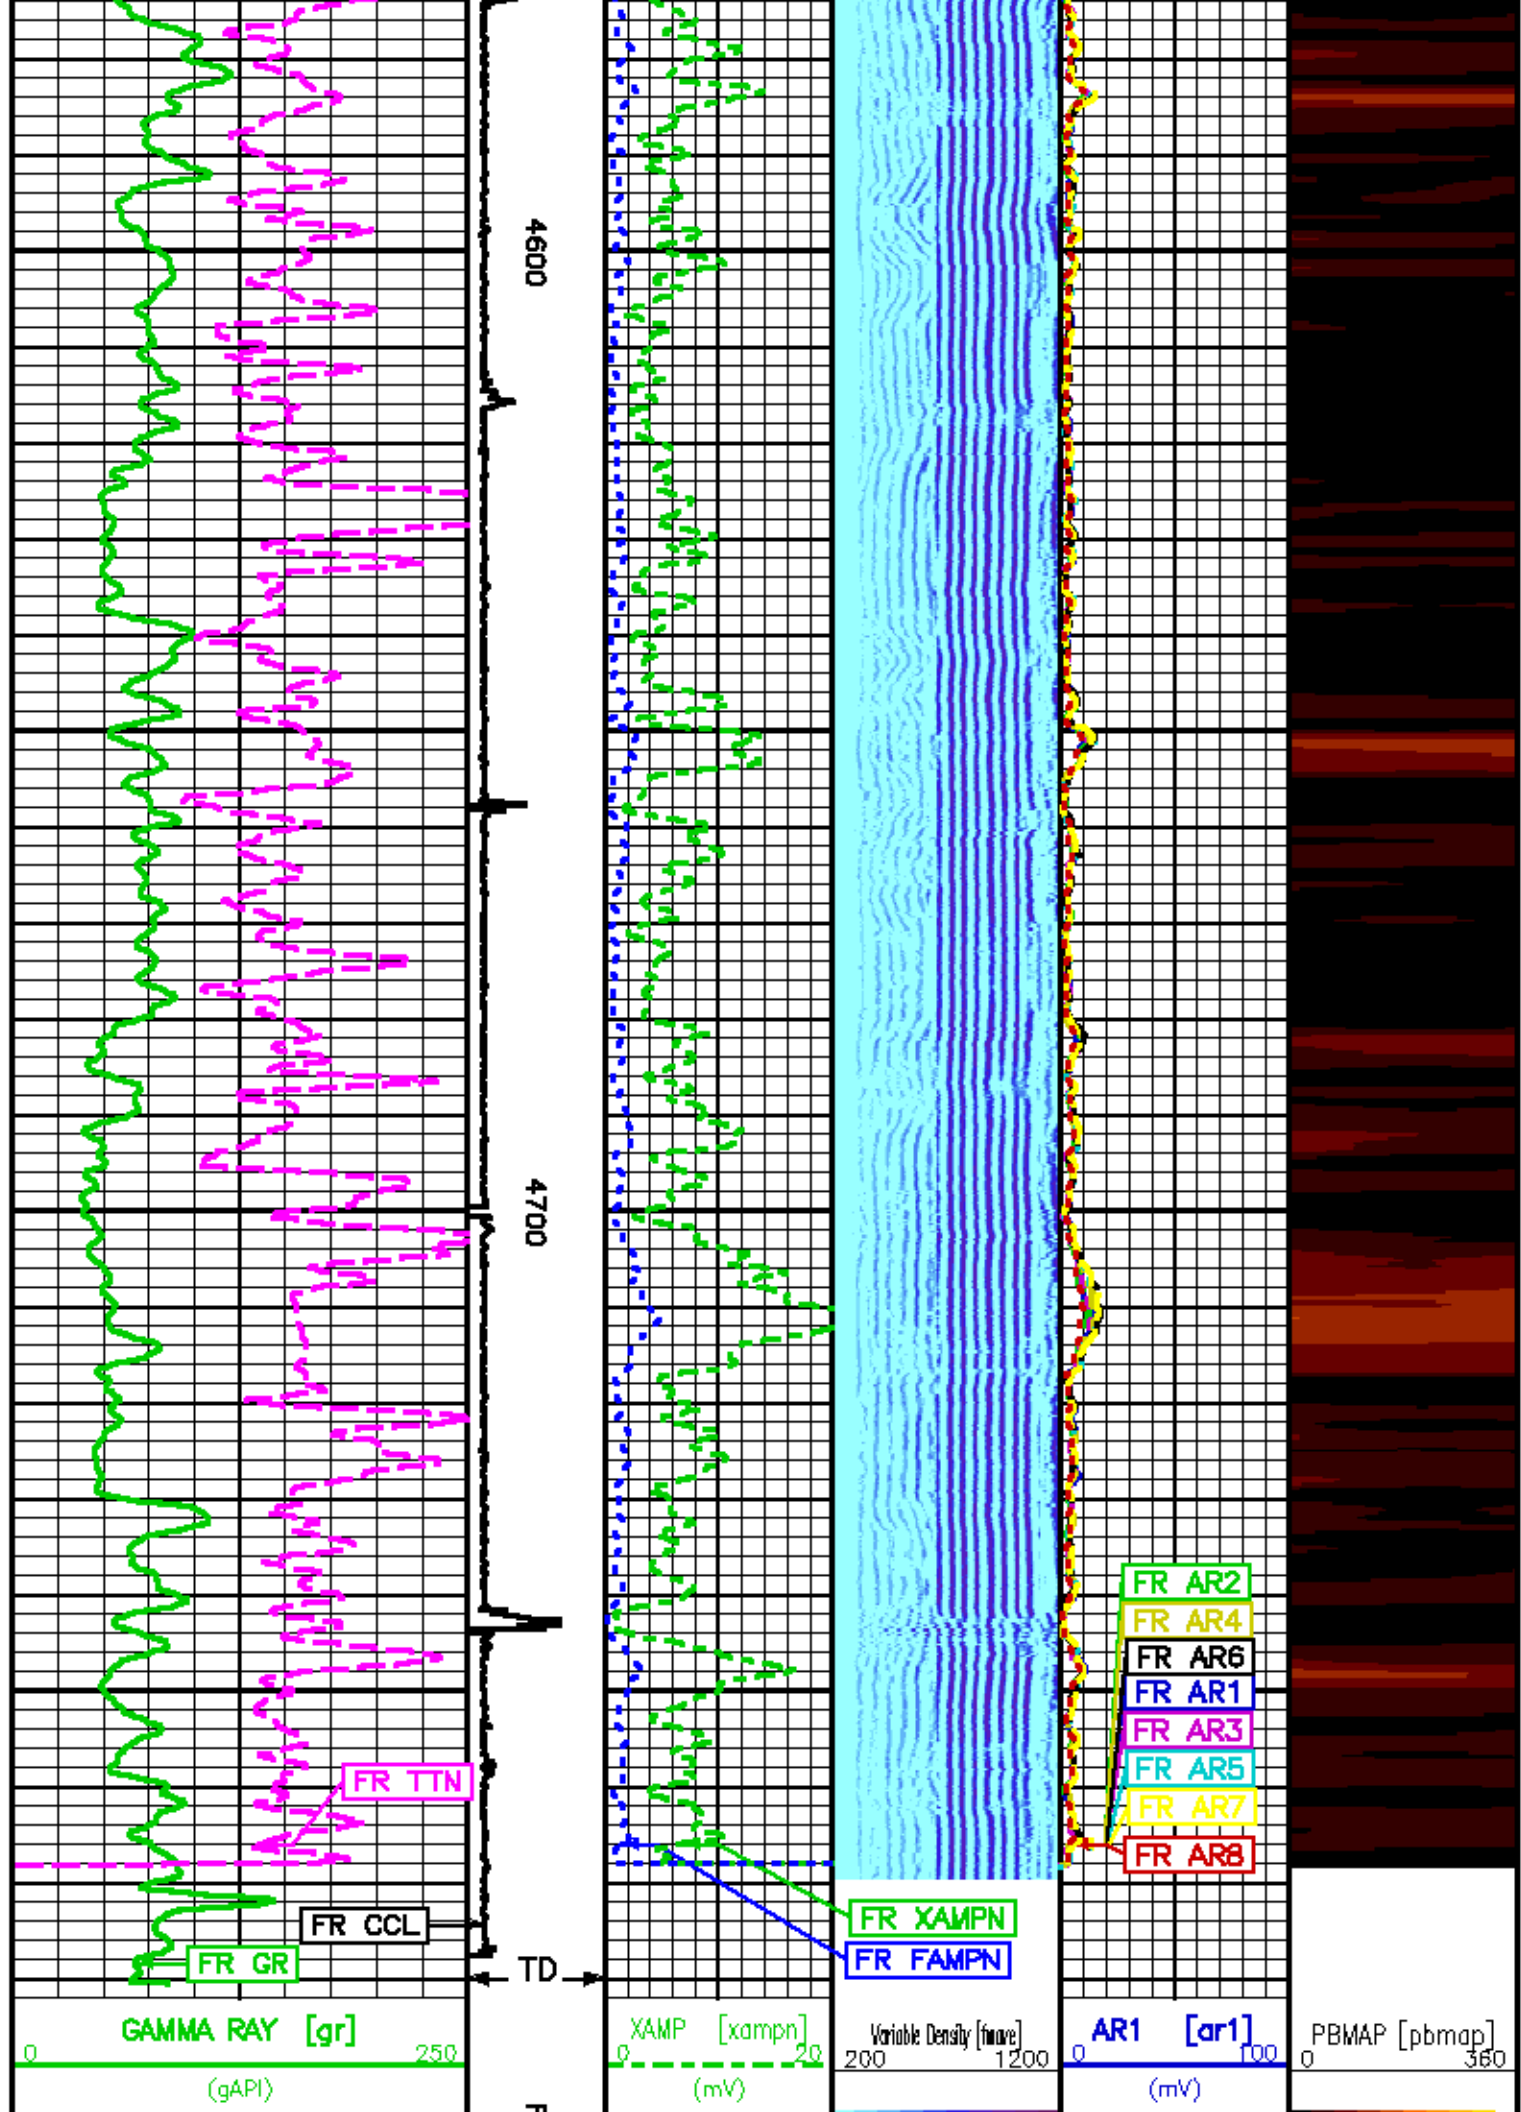 4600
4700
FR AR2
FR AR4
FR AR6
FR AR1
FR AR3
FR AR5
FR AR7
FR AR8
FR TTN
FR XAMPN
FR CCL
FR FAMPN
FR GR
TD
GAMMA RAY [gr]
0 250
(gAPI)
XAMP [xampn]
0 20
(mV)
Variable Density [fwave]
200 1200
AR1 [ar1]
0 100
(mV)
PBMAP [pbmap]
0 360